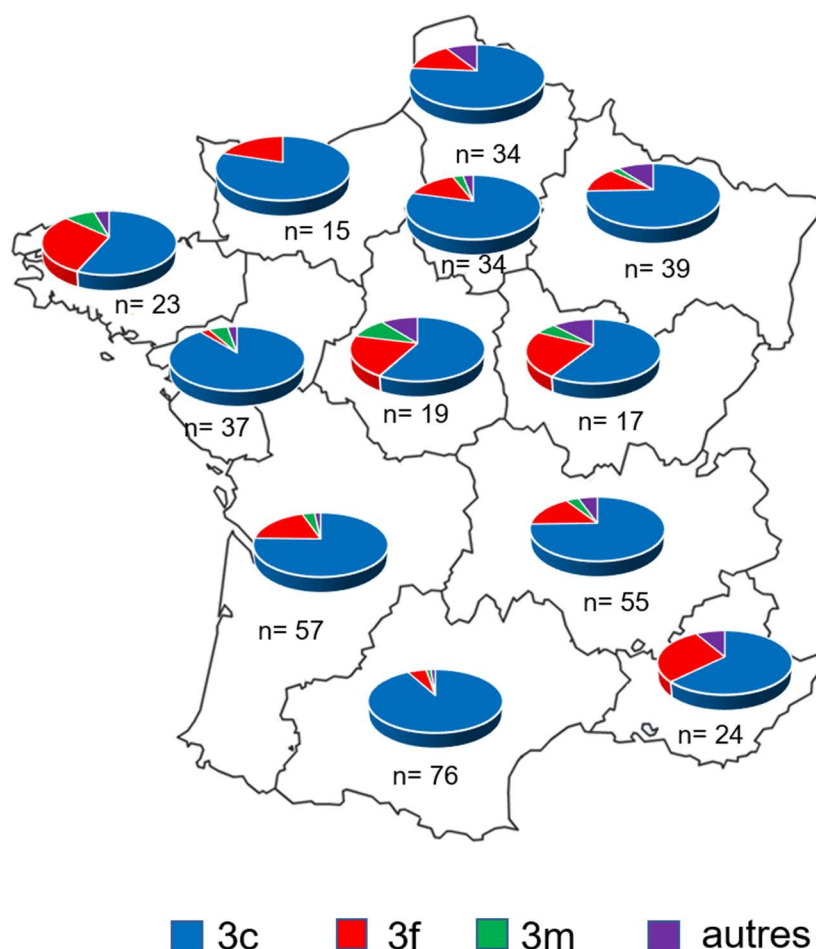 n= 34
n= 15
n= 34
n= 39
n= 23
n= 37
n= 19
n= 17
n= 57
n= 55
n= 24
n= 76
3c 3f 3m autres